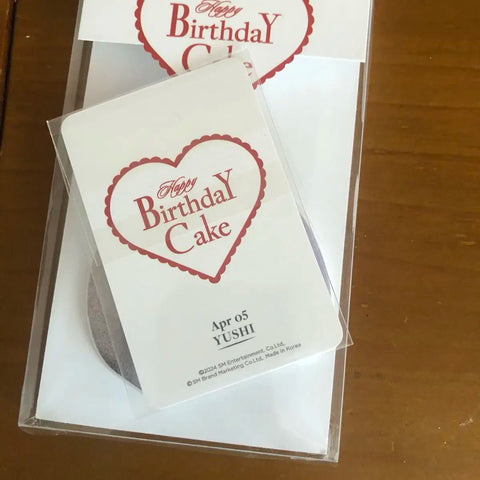 Happy
BirthdaY
Cake
Happy
BirthdaY
Cake
Apr 05
YUSHI
©2024 SM Entertainment. Co.Ltd.
©SM Brand Marketing Co.Ltd. Made in Korea